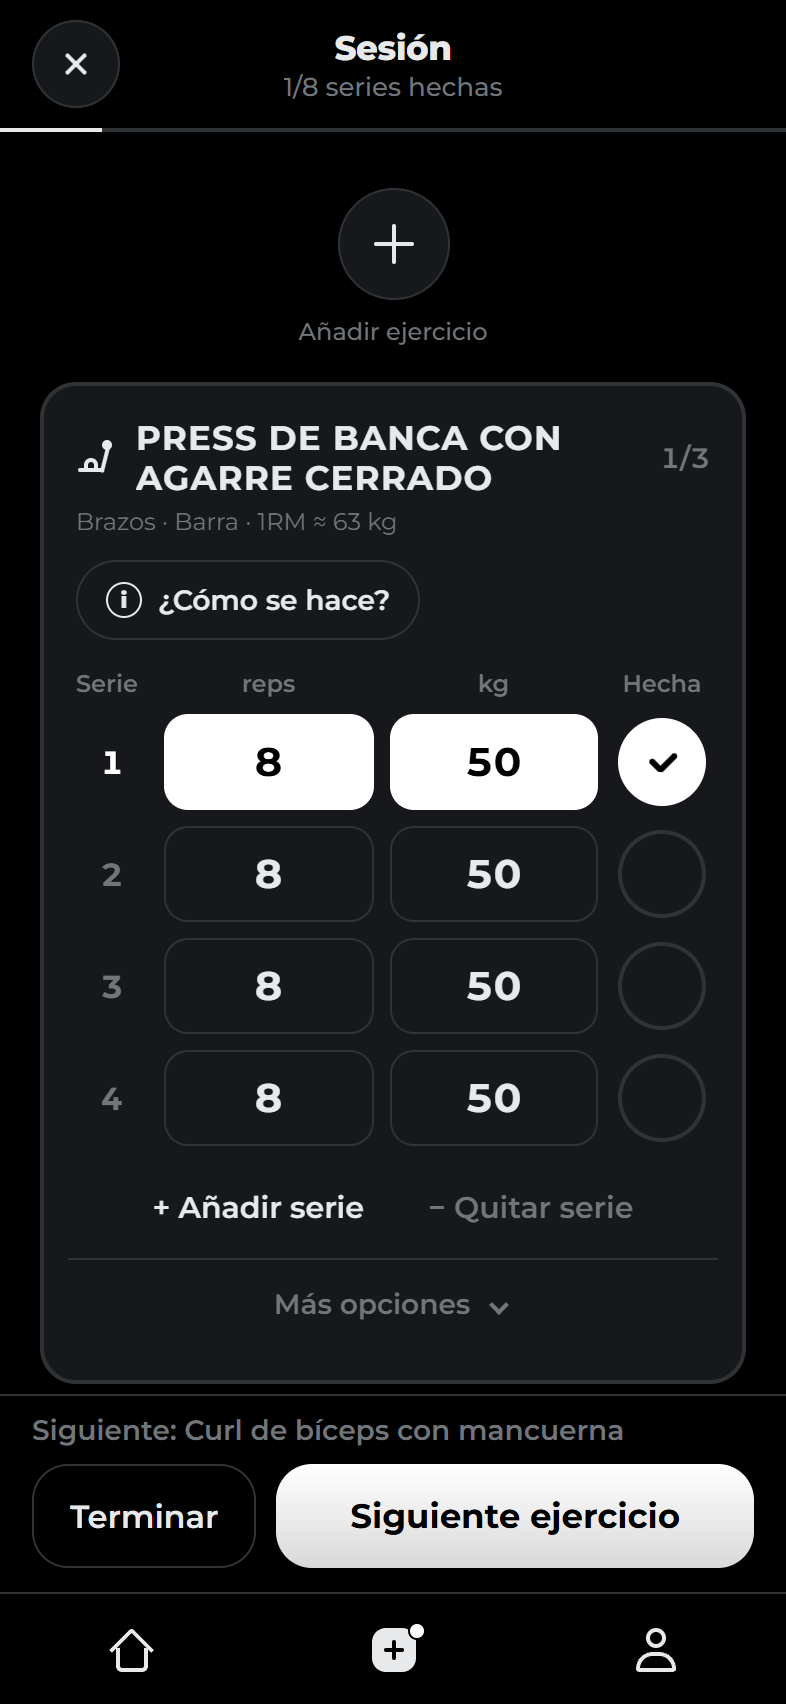 Sesión
1/8 series hechas
Añadir ejercicio
PRESS DE BANCA CON
AGARRE CERRADO
1/3
Brazos · Barra · 1RM ≈ 63 kg
¿Cómo se hace?
Serie reps kg Hecha
1 8 50
2 8 50
3 8 50
4 8 50
+ Añadir serie − Quitar serie
Más opciones
Siguiente: Curl de bíceps con mancuerna
Terminar Siguiente ejercicio